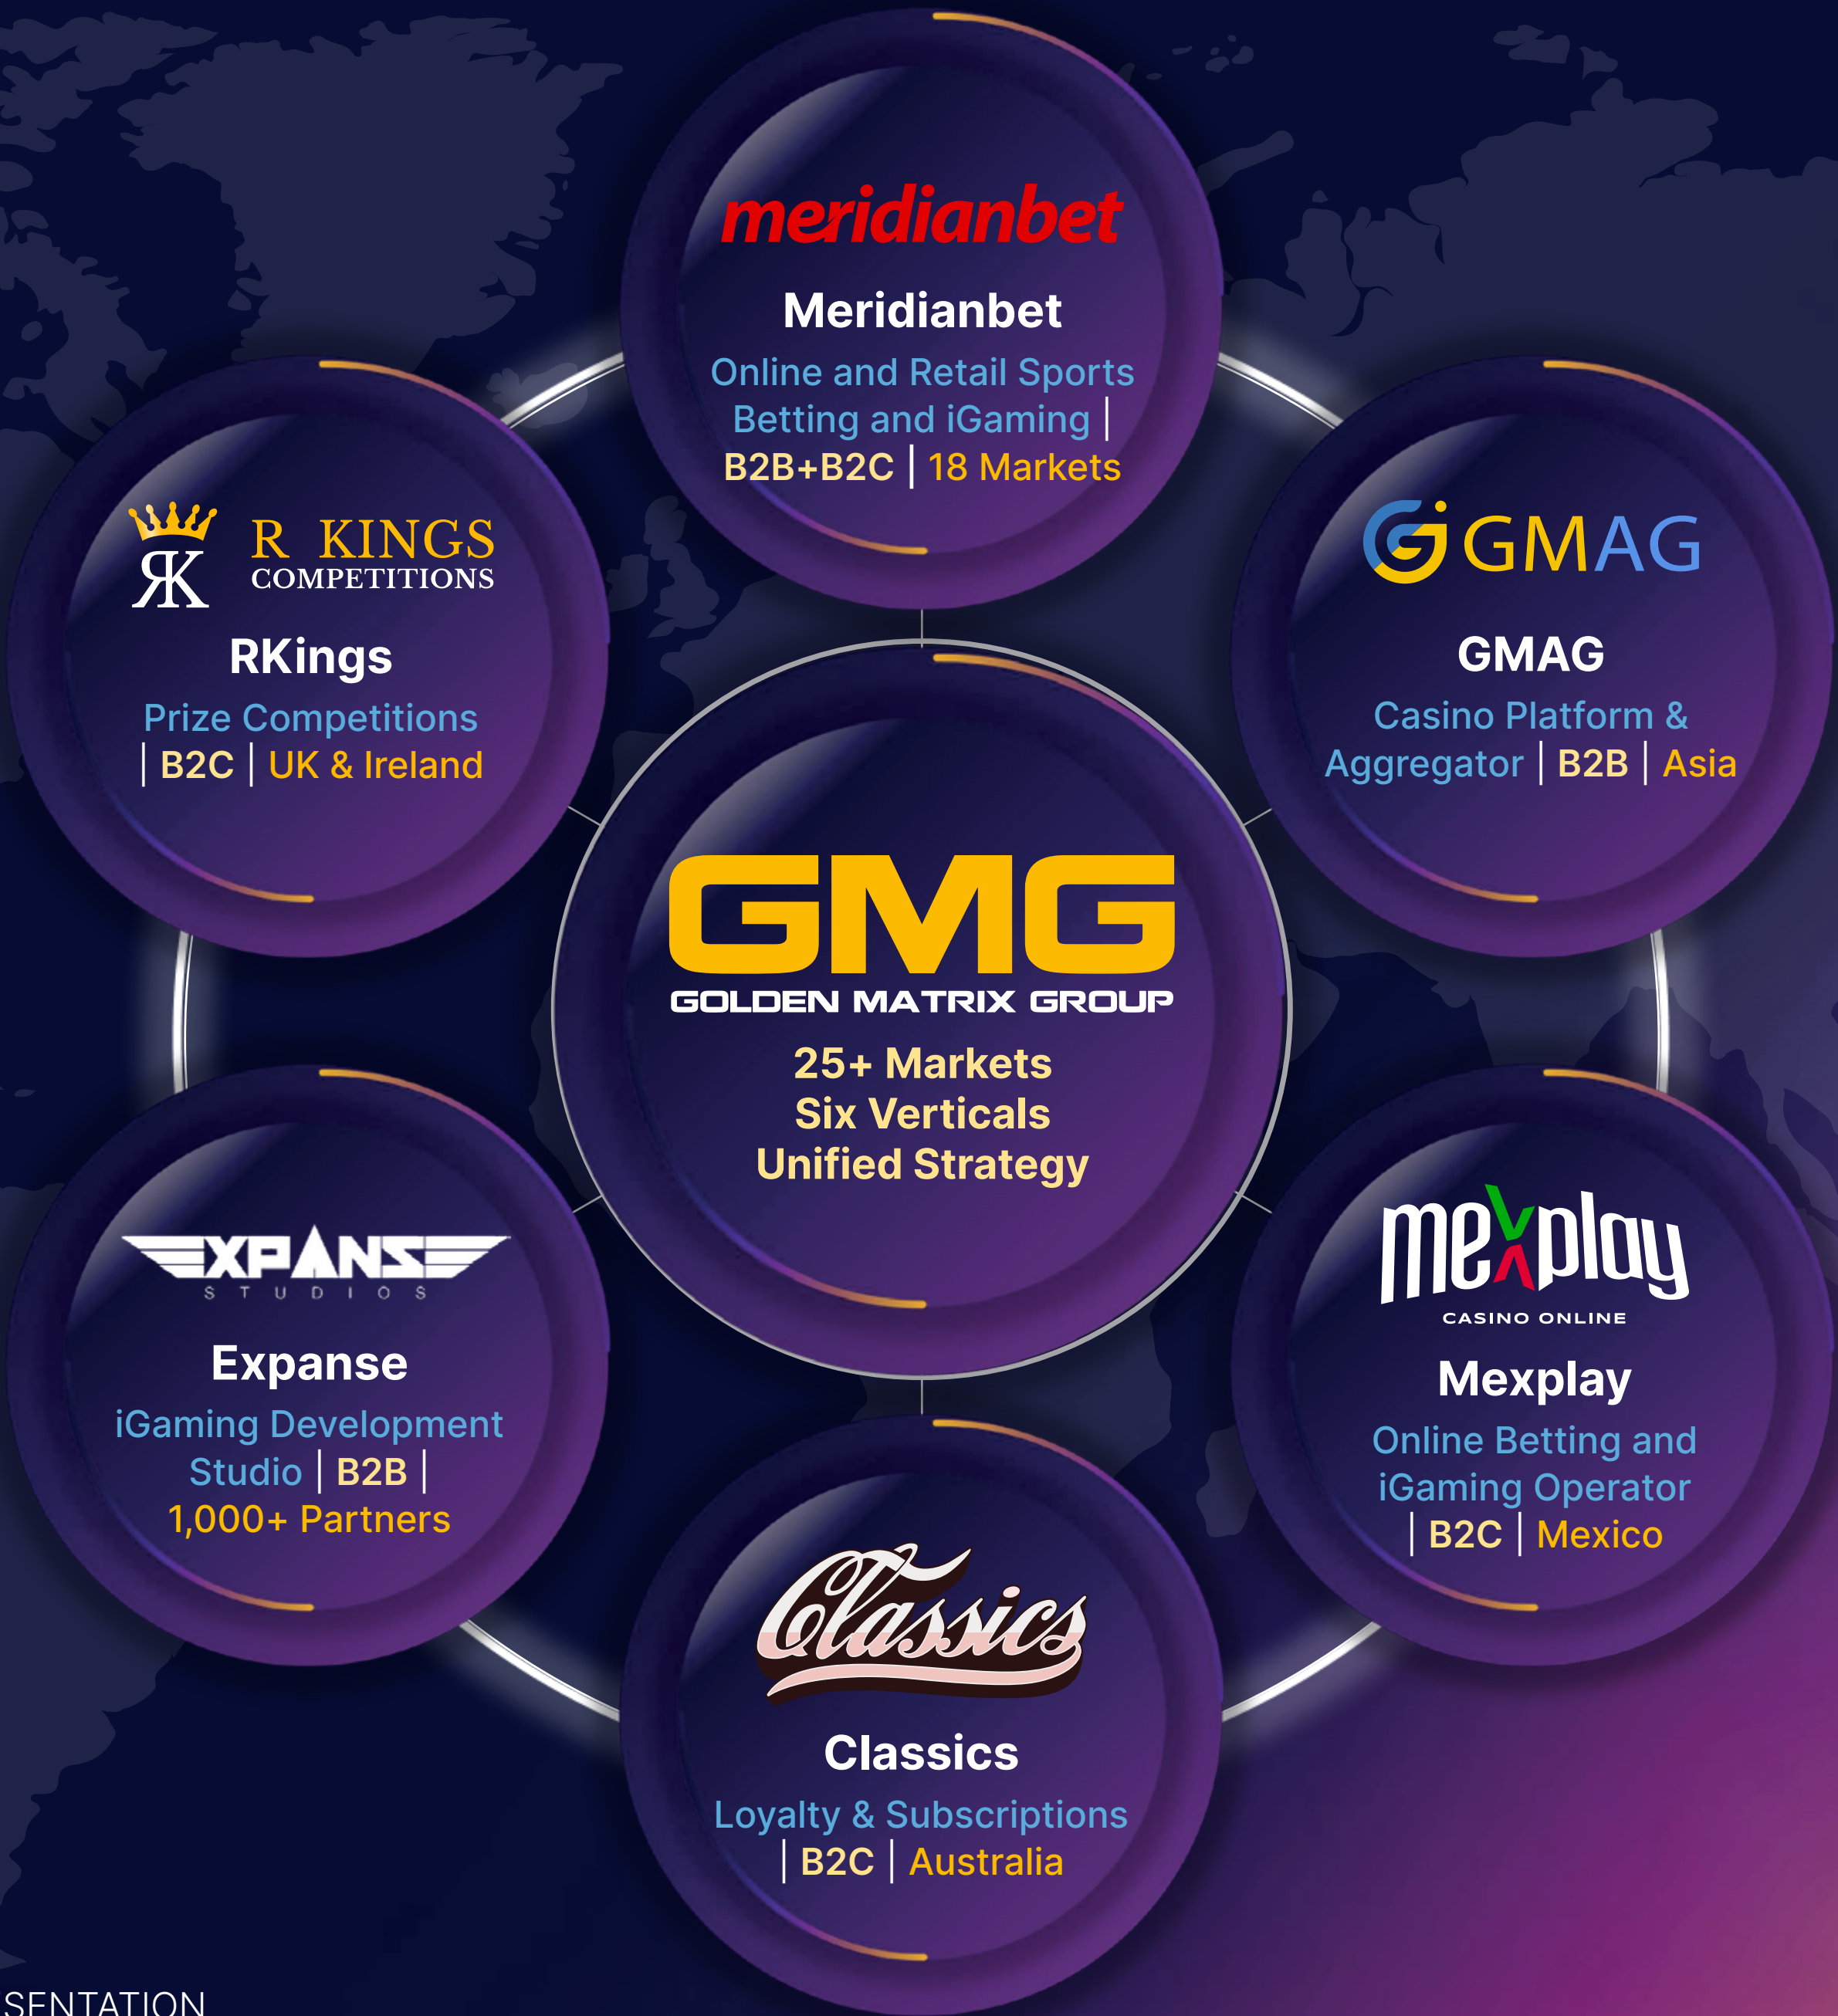 meridianbet
Meridianbet
Online and Retail Sports
Betting and iGaming |
B2B+B2C | 18 Markets
RK
R KINGS
COMPETITIONS
RKings
Prize Competitions
| B2C | UK & Ireland
GMAG
GMAG
Casino Platform &
Aggregator | B2B | Asia
GMG
GOLDEN MATRIX GROUP
25+ Markets
Six Verticals
Unified Strategy
EXPANSE
STUDIOS
Expanse
iGaming Development
Studio | B2B |
1,000+ Partners
mexplay
CASINO ONLINE
Mexplay
Online Betting and
iGaming Operator
| B2C | Mexico
Classics
Classics
Loyalty & Subscriptions
| B2C | Australia
SENTATION